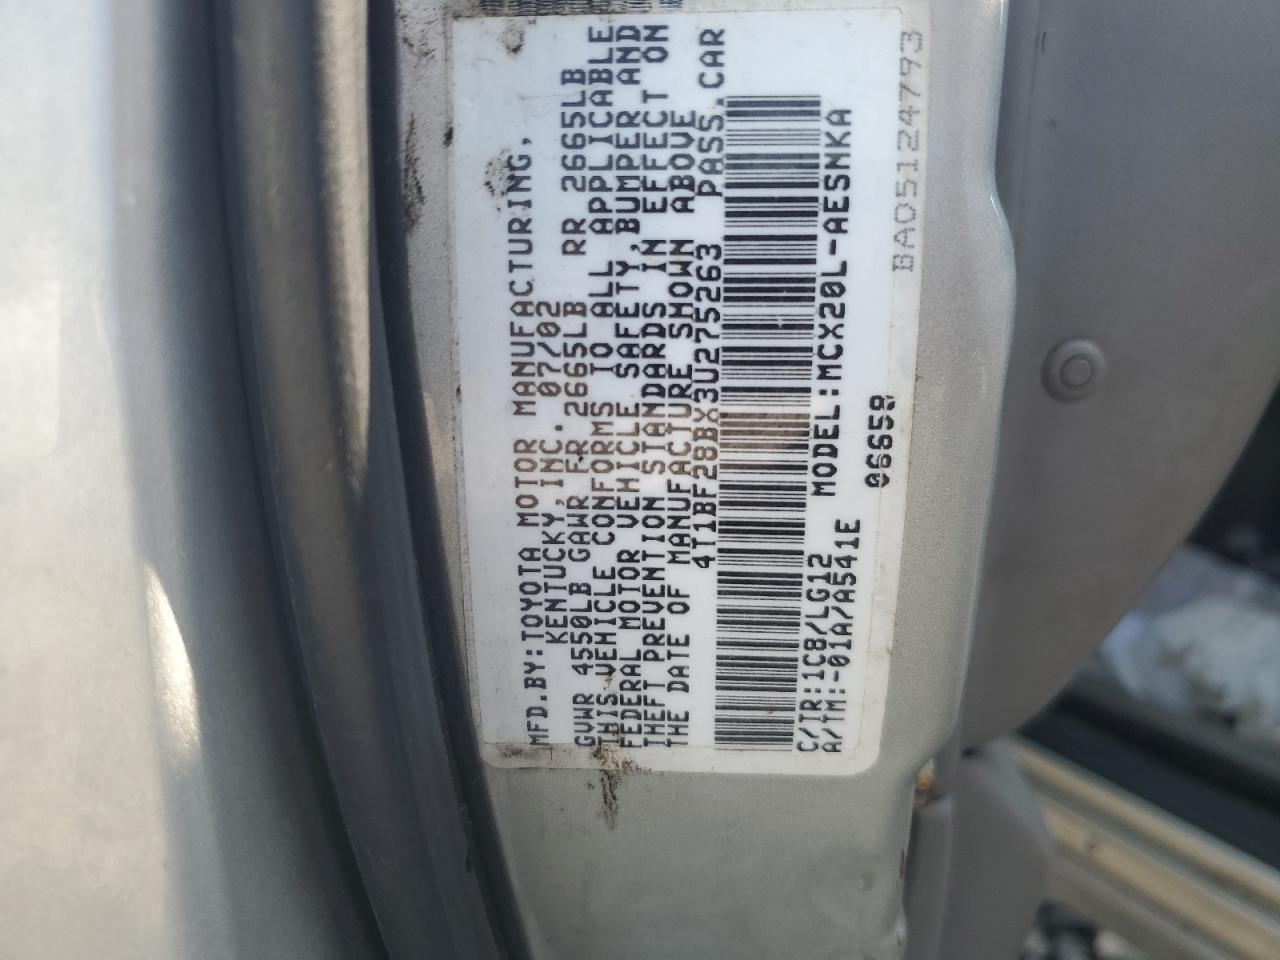 MFD.BY:TOYOTA MOTOR MANUFACTURING,
KENTUCKY,INC. 07/02
GVWR 4550LB GAWR FR 2665LB RR 2665LB
THIS VEHICLE CONFORMS TO ALL APPLICABLE
FEDERAL MOTOR VEHICLE SAFETY,BUMPER AND
THEFT PREVENTION STANDARDS IN EFFECT ON
THE DATE OF MANUFACTURE SHOWN ABOVE
4T1BF28BX3U275263 PASS.CAR
C/TR:1C8/LG12 MODEL:MCX20L-AESNKA
A/TM:-01A/A541E
06659
BA05124793